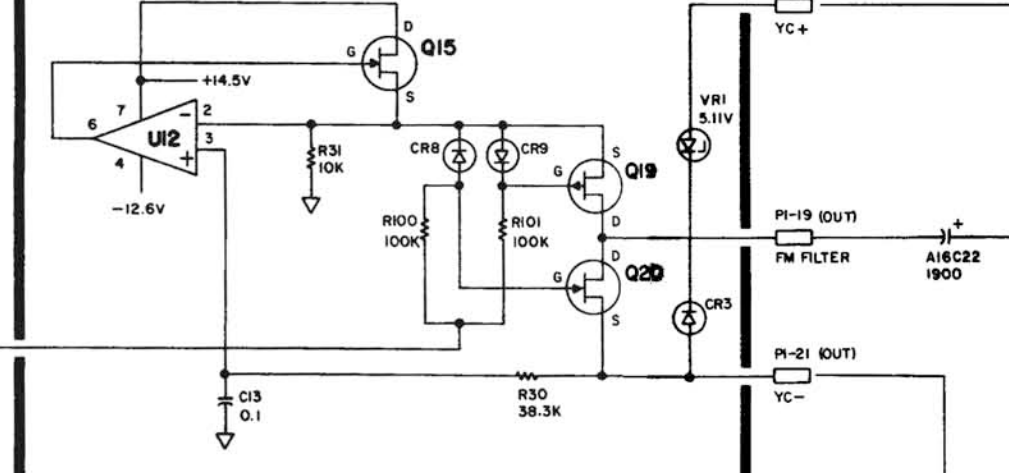 YC+
D
G
Q15
+14.5V
S
VR1
5.11V
7
6
U12
−
2
3
+
4
R31
10K
CR8
CR9
S
G
Q19
−12.6V
R100
100K
R101
100K
D
P1-19 (OUT)
FM FILTER
+
A16C22
1900
D
G
Q20
S
CR3
P1-21 (OUT)
YC−
C13
0.1
R30
38.3K